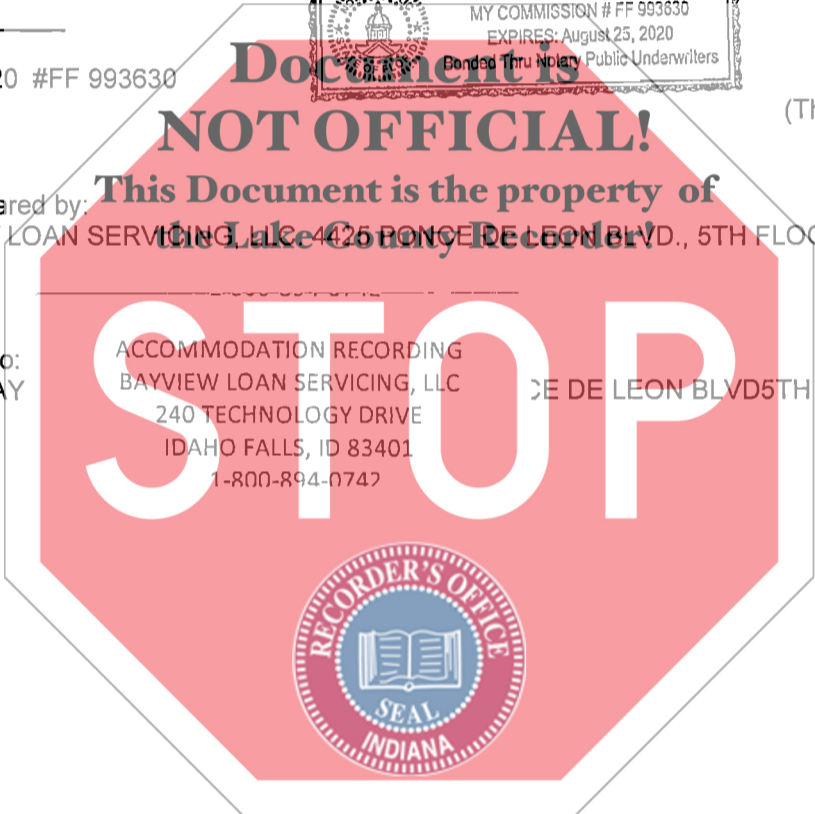 MY COMMISSION # FF 993630
EXPIRES: August 25, 2020
Bonded Thru Notary Public Underwriters
0 #FF 993630
Document is
NOT OFFICIAL!
(Th
This Document is the property of
ared by:
the Lake County Recorder!
LOAN SERVICING, LLC. 4425 PONCE DE LEON BLVD., 5TH FLOO
STOP
ACCOMMODATION RECORDING
o:
BAYVIEW LOAN SERVICING, LLC
AY
CE DE LEON BLVD5TH
240 TECHNOLOGY DRIVE
IDAHO FALLS, ID 83401
1-800-894-0742
RECORDER'S OFFICE
SEAL
INDIANA